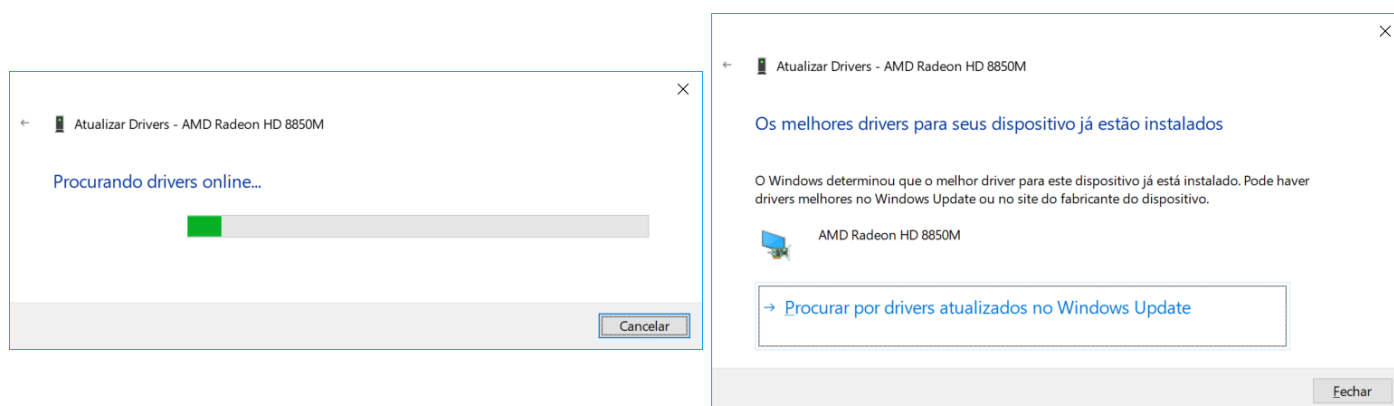 Atualizar Drivers - AMD Radeon HD 8850M
Procurando drivers online...
Cancelar
Atualizar Drivers - AMD Radeon HD 8850M
Os melhores drivers para seus dispositivo já estão instalados
O Windows determinou que o melhor driver para este dispositivo já está instalado. Pode haver
drivers melhores no Windows Update ou no site do fabricante do dispositivo.
AMD Radeon HD 8850M
Procurar por drivers atualizados no Windows Update
Fechar